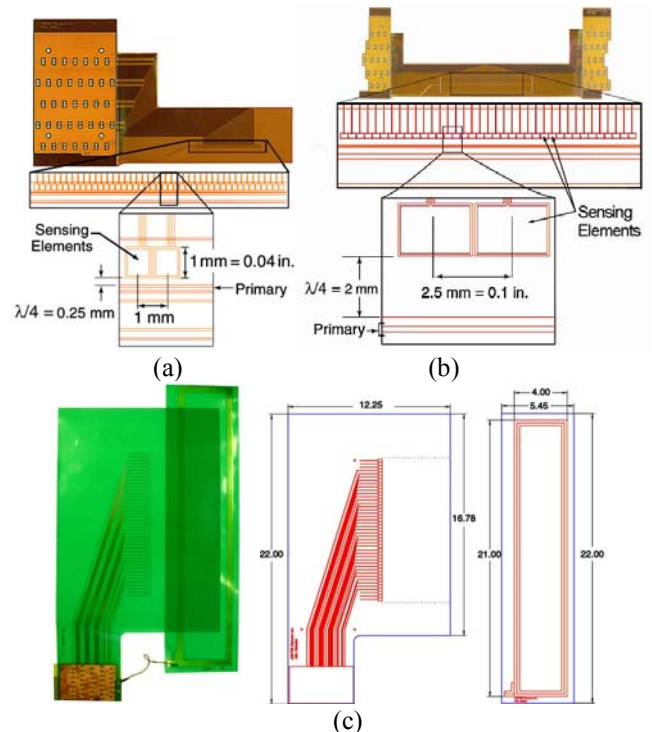 (a)
Sensing
Elements
1mm = 0.04 in.
Primary
λ/4 = 0.25 mm
1 mm
(b)
Sensing
Elements
λ/4 = 2 mm
2.5 mm = 0.1 in.
Primary
(a)
(b)
12.25
22.00
16.78
4.00
5.45
21.00
22.00
(c)